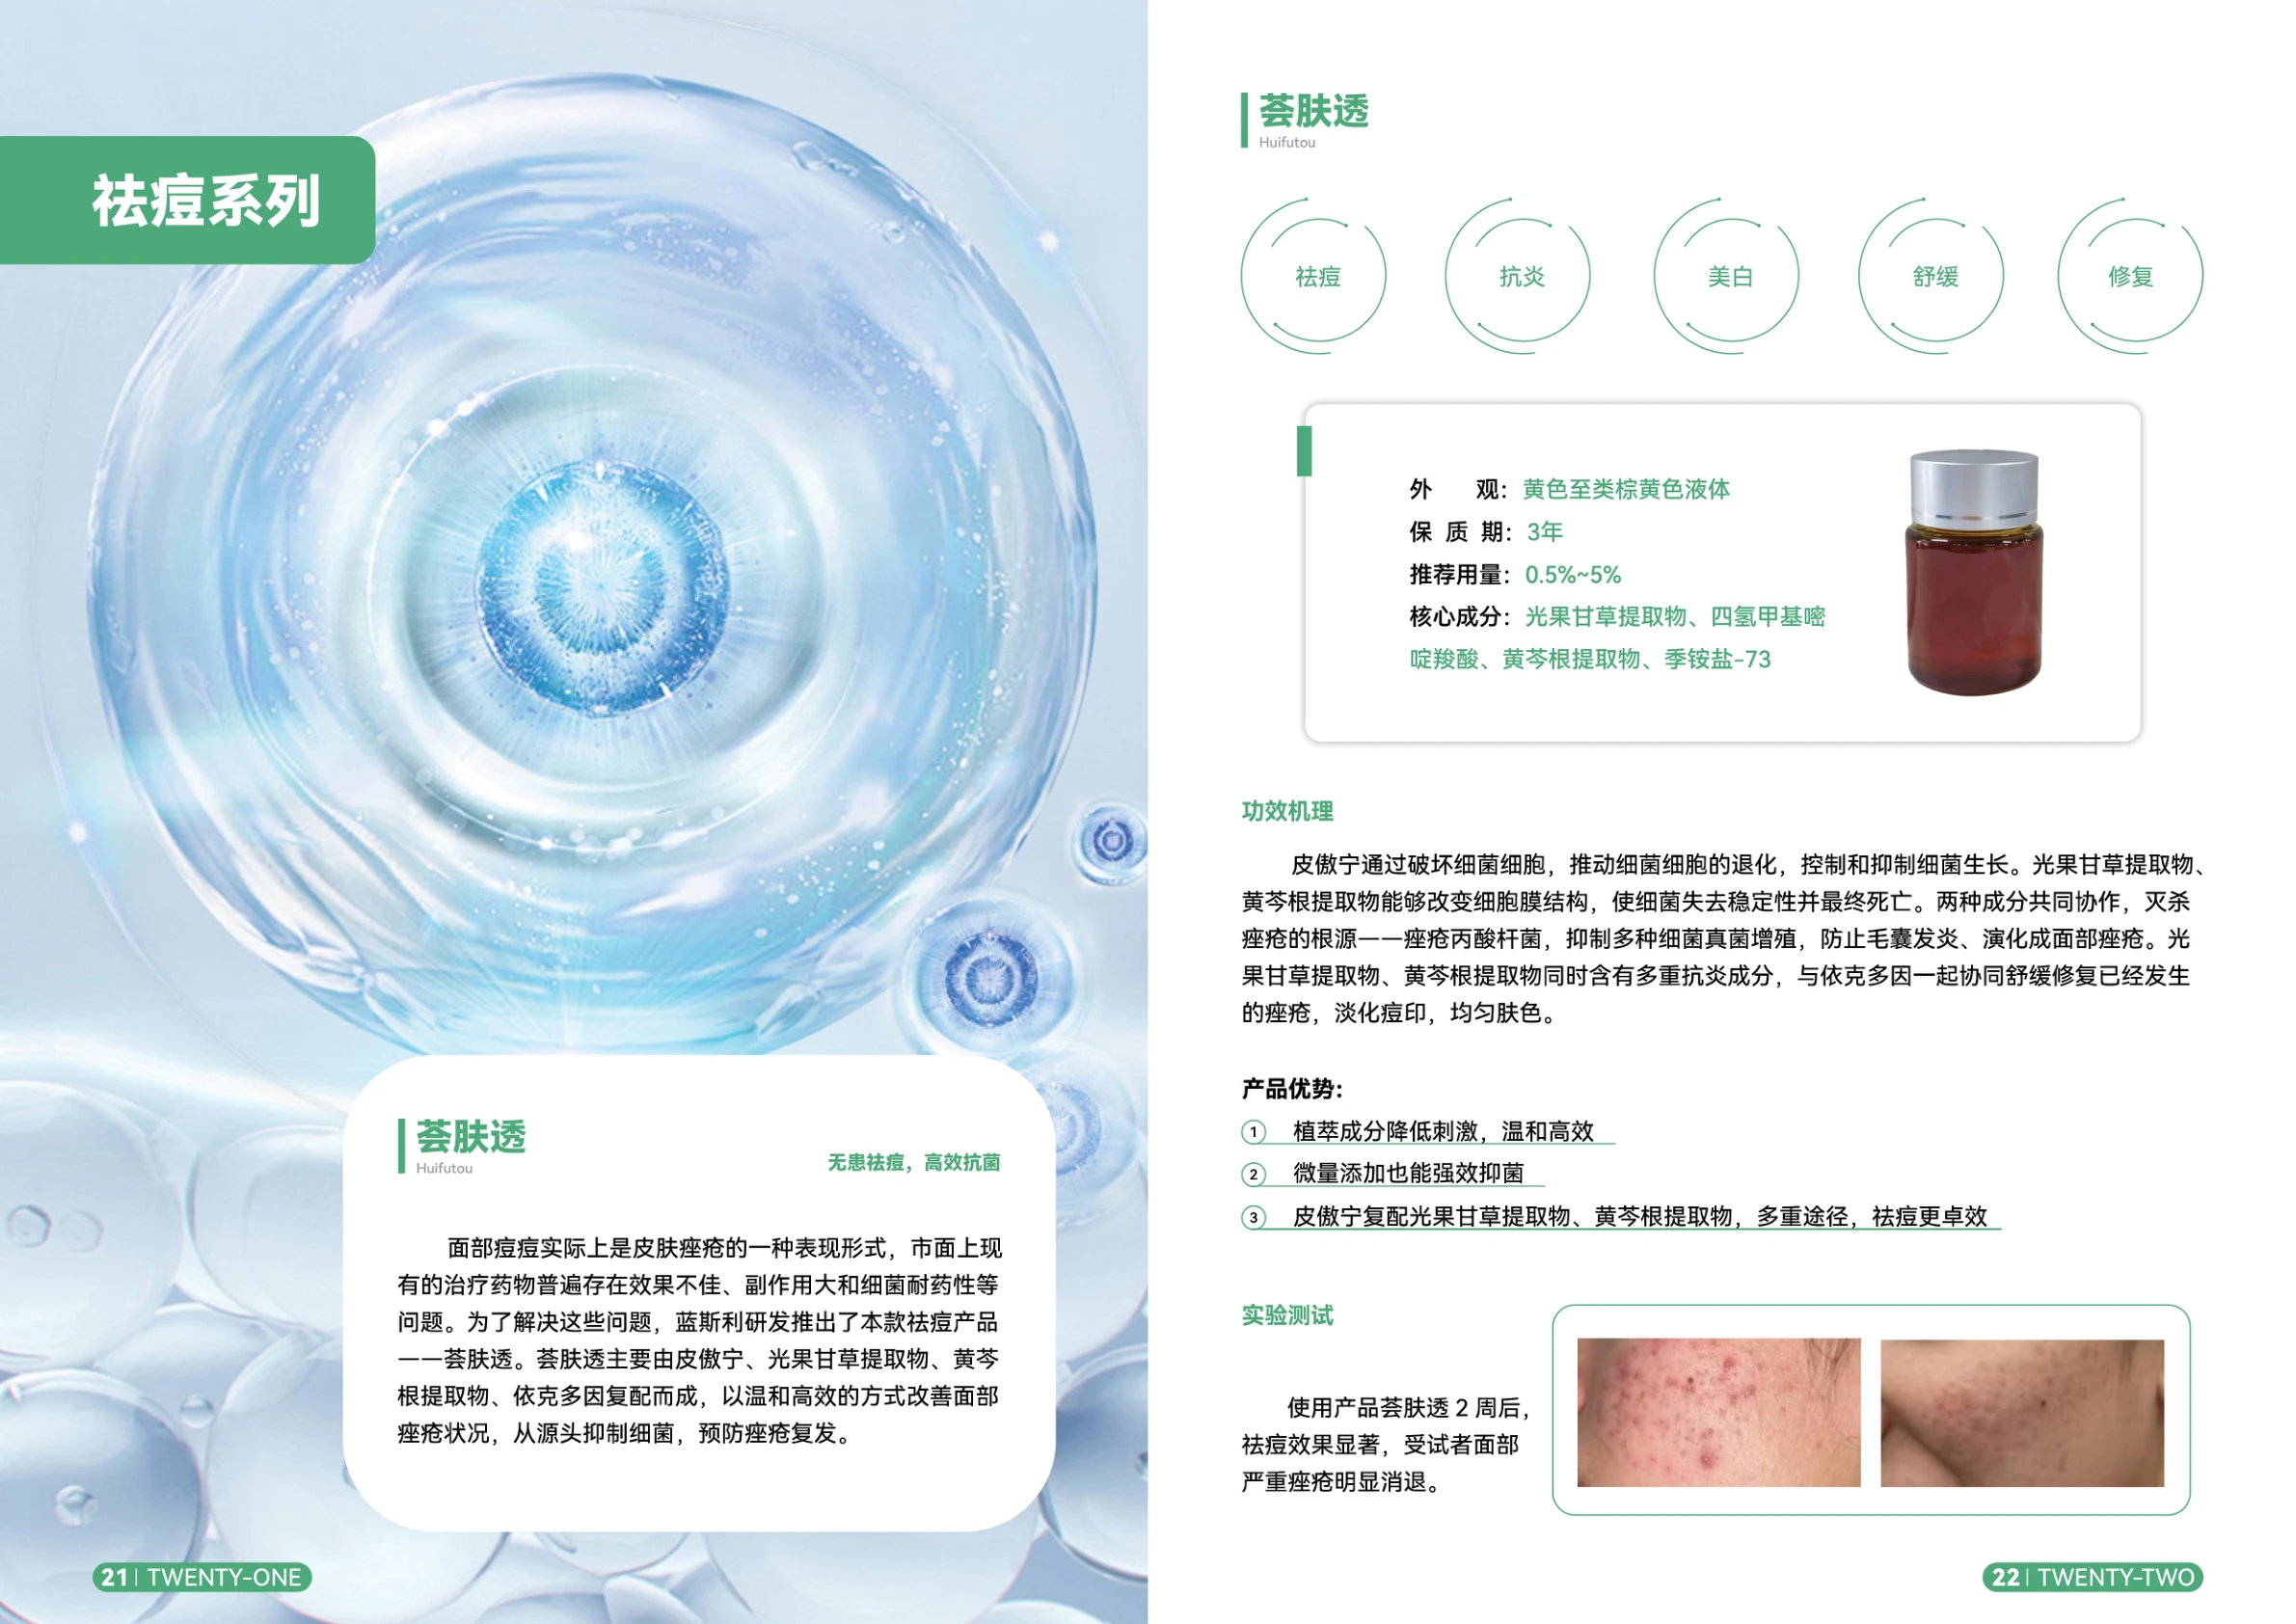 祛痘系列
荟肤透
Huifutou
无患祛痘，高效抗菌
面部痘痘实际上是皮肤痤疮的一种表现形式，市面上现
有的治疗药物普遍存在效果不佳、副作用大和细菌耐药性等
问题。为了解决这些问题，蓝斯利研发推出了本款祛痘产品
——荟肤透。荟肤透主要由皮傲宁、光果甘草提取物、黄芩
根提取物、依克多因复配而成，以温和高效的方式改善面部
痤疮状况，从源头抑制细菌，预防痤疮复发。
21 | TWENTY-ONE
荟肤透
Huifutou
祛痘 抗炎 美白 舒缓 修复
外 观：黄色至类棕黄色液体
保 质 期：3年
推荐用量：0.5%~5%
核心成分：光果甘草提取物、四氢甲基嘧
啶羧酸、黄芩根提取物、季铵盐-73
功效机理
皮傲宁通过破坏细菌细胞，推动细菌细胞的退化，控制和抑制细菌生长。光果甘草提取物、
黄芩根提取物能够改变细胞膜结构，使细菌失去稳定性并最终死亡。两种成分共同协作，灭杀
痤疮的根源——痤疮丙酸杆菌，抑制多种细菌真菌增殖，防止毛囊发炎、演化成面部痤疮。光
果甘草提取物、黄芩根提取物同时含有多重抗炎成分，与依克多因一起协同舒缓修复已经发生
的痤疮，淡化痘印，均匀肤色。
产品优势：
1 植萃成分降低刺激，温和高效
2 微量添加也能强效抑菌
3 皮傲宁复配光果甘草提取物、黄芩根提取物，多重途径，祛痘更卓效
实验测试
使用产品荟肤透 2 周后，
祛痘效果显著，受试者面部
严重痤疮明显消退。
22 | TWENTY-TWO